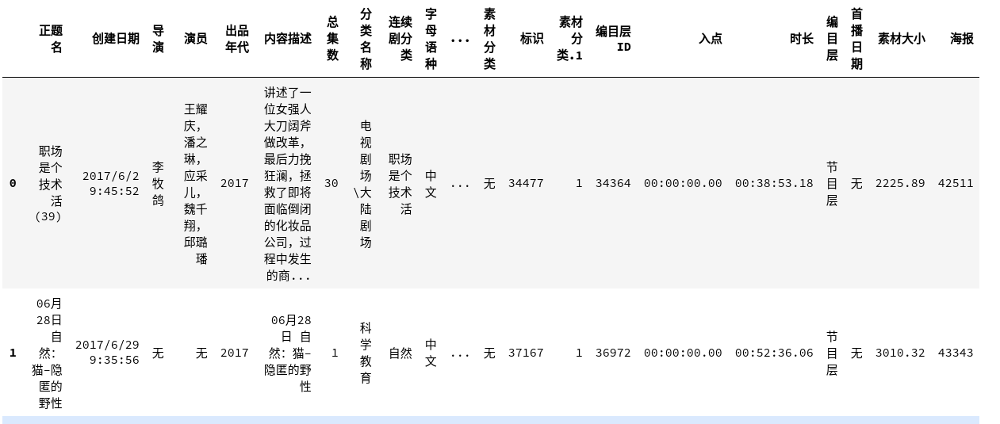 正题
名
创建日期
导
演
演员
出品
年代
内容描述
总
集
数
分
类
名
称
连续
剧分
类
字
母
语
种
...
素
材
分
类
标识
素材
分
类.1
编目层
ID
入点
时长
编
目
层
首
播
日
期
素材大小
海报
0
职场
是个
技术
活
(39)
2017/6/2
9:45:52
李
牧
鸽
王耀
庆，
潘之
琳，
应采
儿，
魏千
翔，
邱璐
璠
2017
讲述了一
位女强人
大刀阔斧
做改革，
最后力挽
狂澜，拯
救了即将
面临倒闭
的化妆品
公司，过
程中发生
的商...
30
电
视
剧
场
\大
陆
剧
场
职场
是个
技术
活
中
文
...
无
34477
1
34364
00:00:00.00
00:38:53.18
节
目
层
无
2225.89
42511
1
06月
28日
自
然：
猫-隐
匿的
野性
2017/6/29
9:35:56
无
无
2017
06月28
日 自
然：猫-
隐匿的野
性
1
科
学
教
育
自然
中
文
...
无
37167
1
36972
00:00:00.00
00:52:36.06
节
目
层
无
3010.32
43343